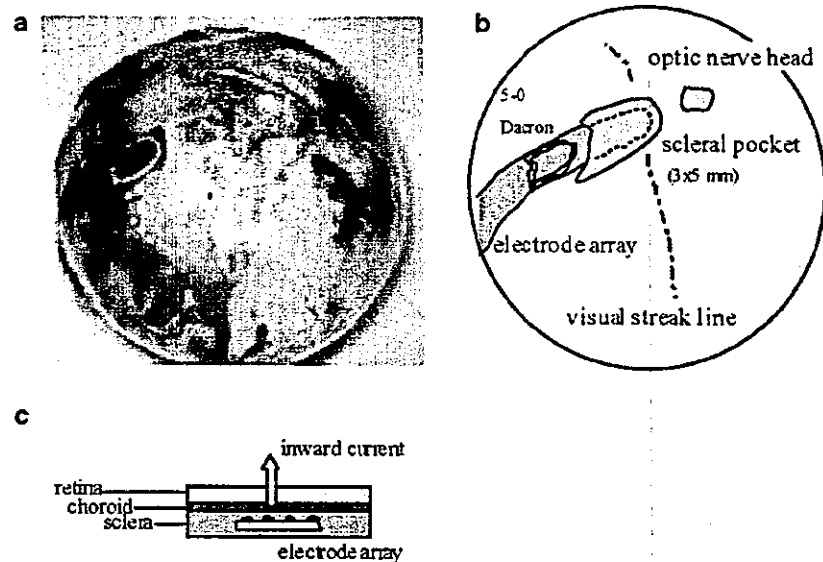 a
b
optic nerve head
5-0
Dacron
scleral pocket
(3x5 mm)
electrode array
visual streak line
c
inward current
retina
choroid
sclera
electrode array